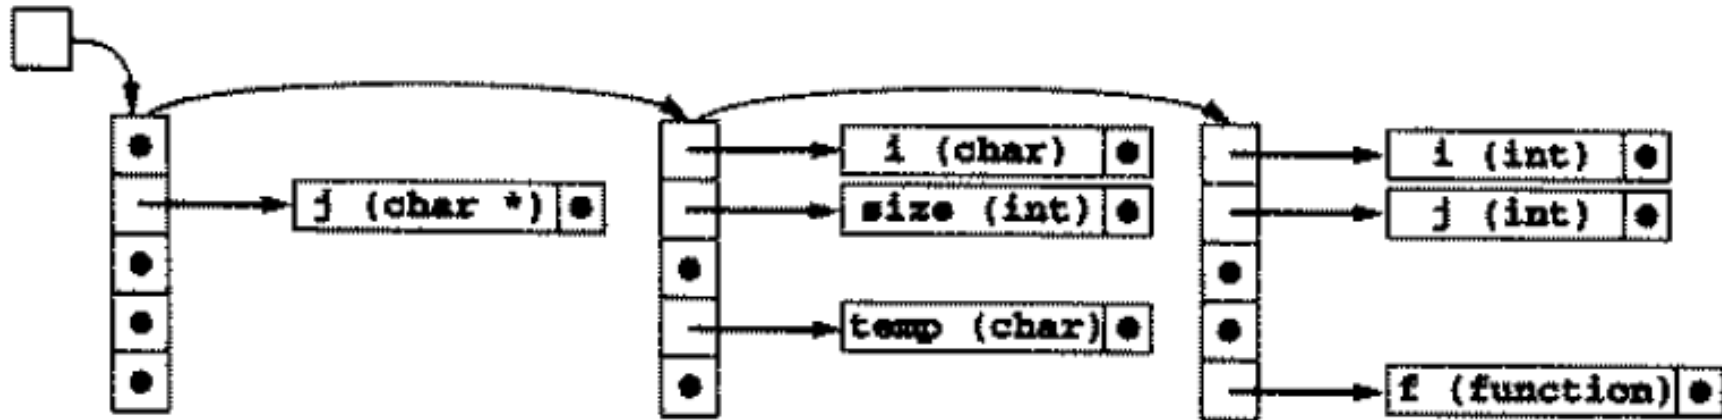 i (char)
i (int)
j (char *)
size (int)
j (int)
temp (char)
f (function)